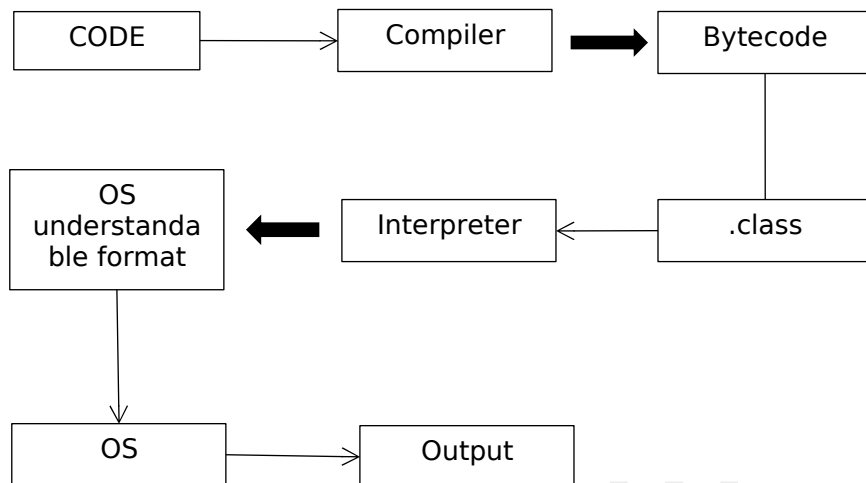 CODE
Compiler
Bytecode
OS
understanda
ble format
Interpreter
.class
OS
Output